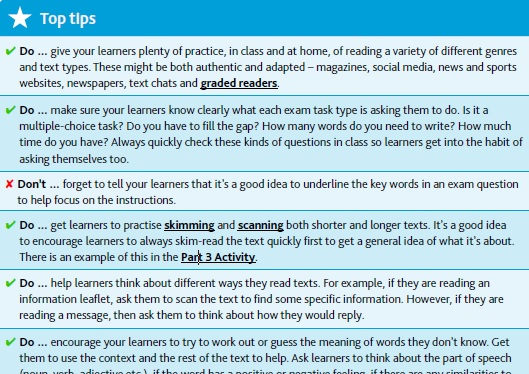 Top tips
Do ... give your learners plenty of practice, in class and at home, of reading a variety of different genres
and text types. These might be both authentic and adapted – magazines, social media, news and sports
websites, newspapers, text chats and graded readers.
Do ... make sure your learners know clearly what each exam task type is asking them to do. Is it a
multiple-choice task? Do you have to fill the gap? How many words do you need to write? How much
time do you have? Always quickly check these kinds of questions in class so learners get into the habit of
asking themselves too.
Don't ... forget to tell your learners that it's a good idea to underline the key words in an exam question
to help focus on the instructions.
Do ... get learners to practise skimming and scanning both shorter and longer texts. It's a good idea
to encourage learners to always skim-read the text quickly first to get a general idea of what it's about.
There is an example of this in the Part 3 Activity.
Do ... help learners think about different ways they read texts. For example, if they are reading an
information leaflet, ask them to scan the text to find some specific information. However, if they are
reading a message, then ask them to think about how they would reply.
Do ... encourage your learners to try to work out or guess the meaning of words they don't know. Get
them to use the context and the rest of the text to help. Ask learners to think about the part of speech
(noun, verb, adjective etc.), if the word has a positive or negative feeling, if there are any similarities to